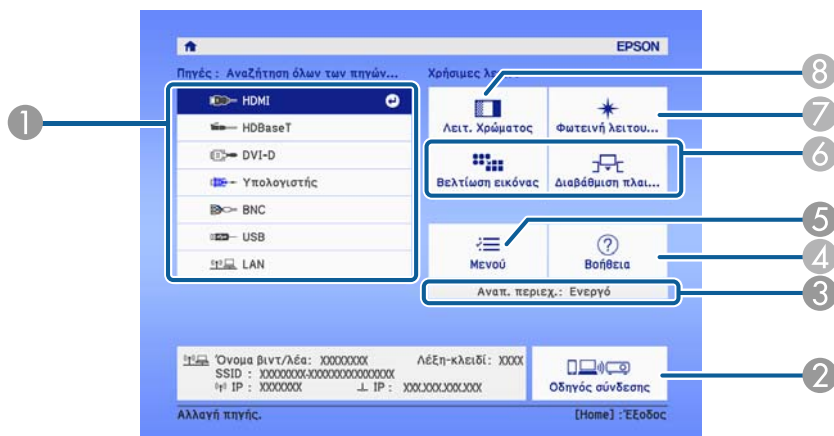 EPSON
Πηγές : Αναζήτηση όλων των πηγών...
Χρήσιμες
HDMI
HDBaseT
DVI-D
Υπολογιστής
BNC
USB
LAN
Λειτ. Χρώματος
Φωτεινή λειτου...
Βελτίωση εικόνας
Διαβάθμιση πλαι...
Μενού
Βοήθεια
Αναπ. περιεχ.: Ενεργό
Όνομα βιντ/λέα: XXXXXXXX
Λέξη-κλειδί: XXXX
SSID : XXXXXXXX-XXXXXXXXXXXXXXXX
IP : XXXXXXX
IP : XXX.XXX.XXX.XXX
Οδηγός σύνδεσης
Αλλαγή πηγής.
[Home] :Έξοδος
1
8
7
6
5
4
3
2